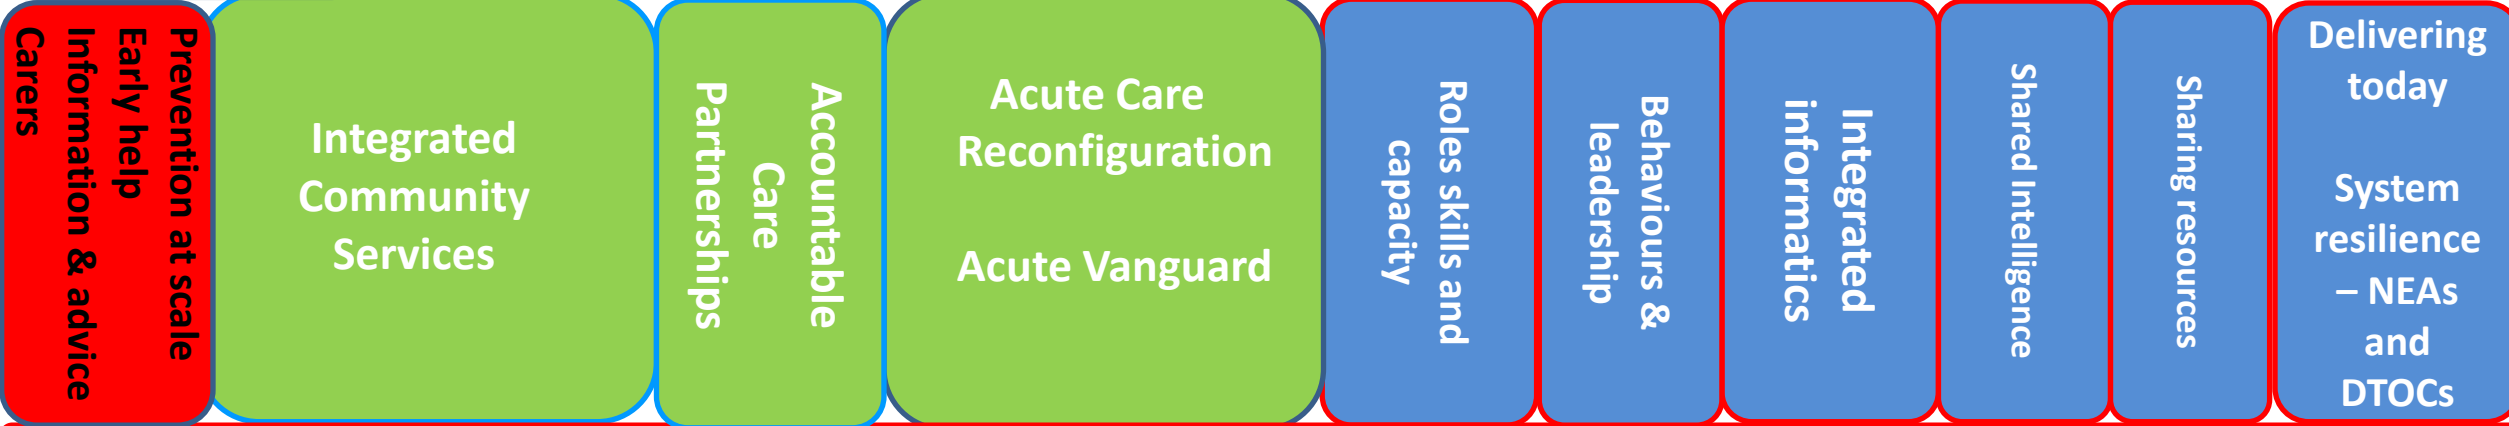 Prevention at scale
Early help
Information & advice
Carers
Integrated
Community
Services
Accountable
Care
Partnerships
Acute Care
Reconfiguration
Acute Vanguard
Roles skills and
capacity
Behaviours &
leadership
Integrated
informatics
Shared Intelligence
Sharing resources
Delivering
today
System
resilience
– NEAs
and
DTOCs